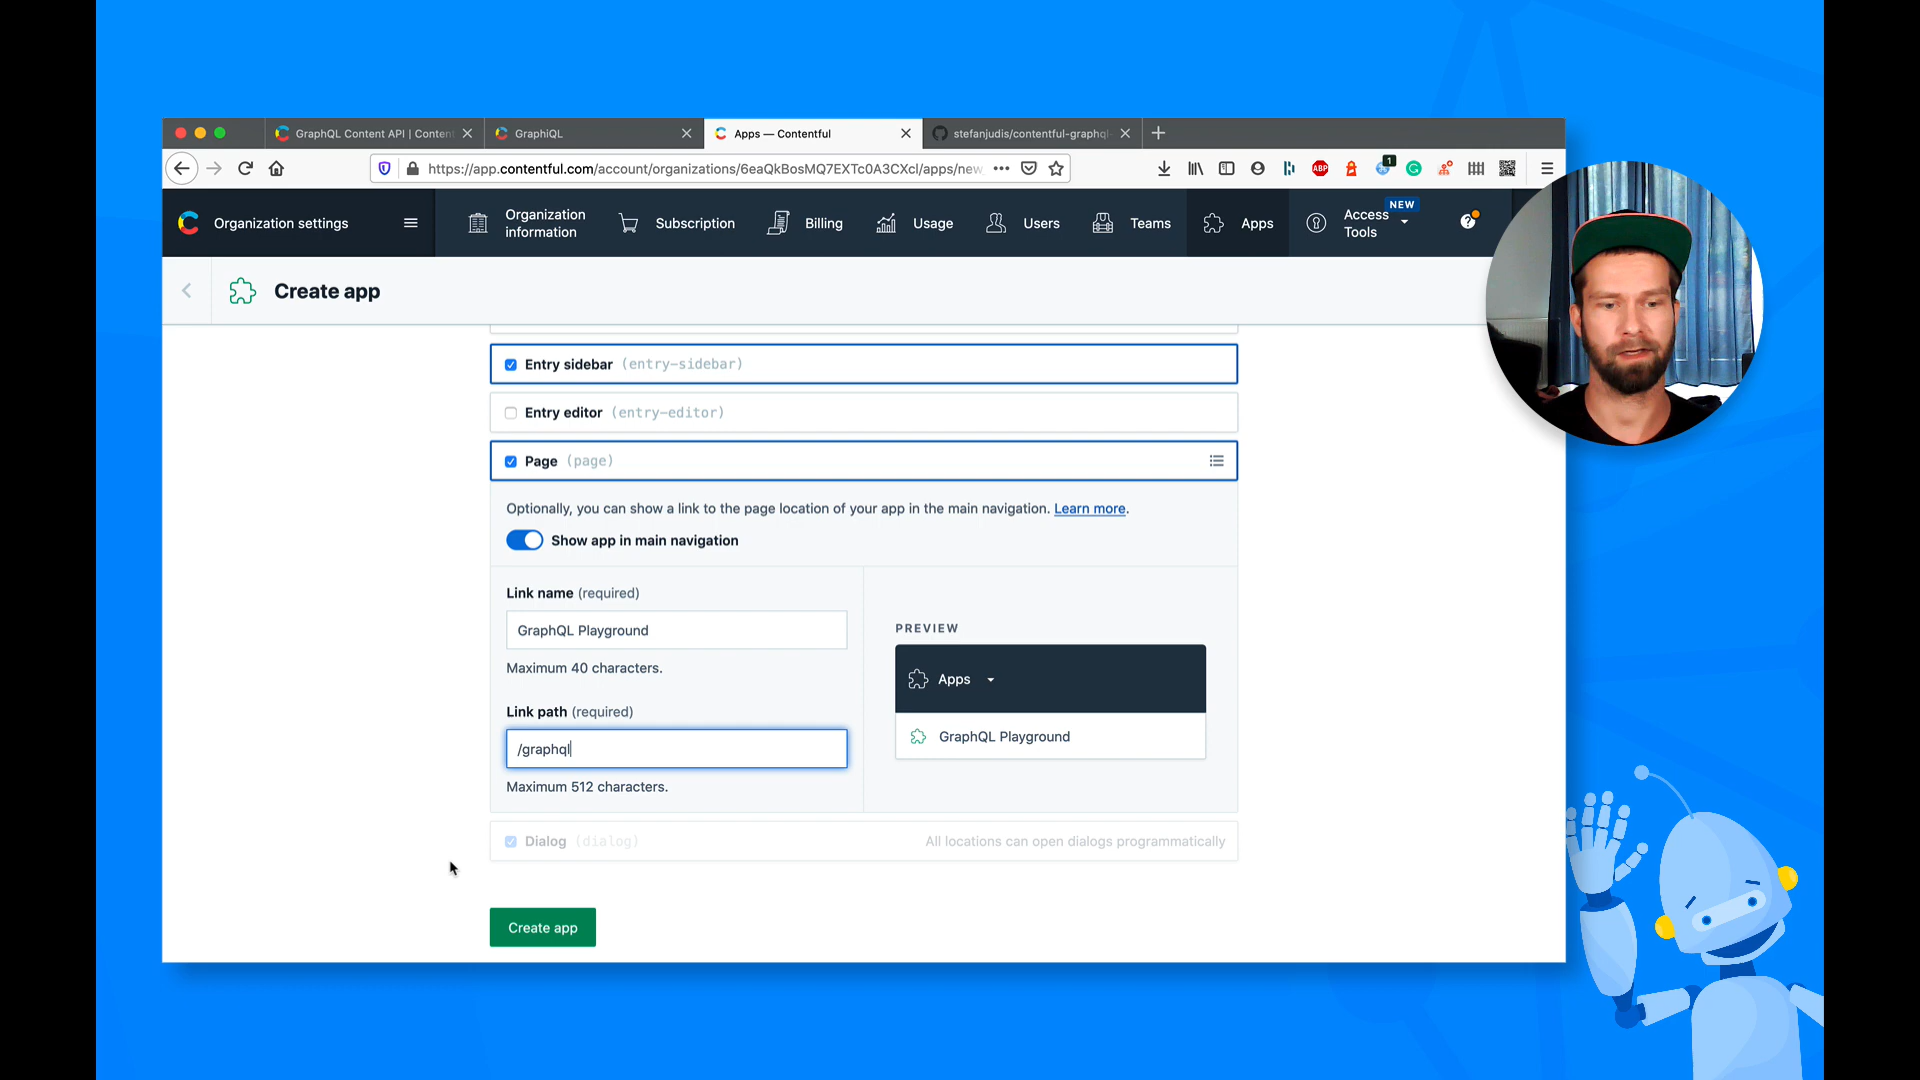 GraphQL Content API | Content
GraphiQL
Apps — Contentful
stefanjudis/contentful-graphql-
https://app.contentful.com/account/organizations/6eaQkBosMQ7EXTc0A3CXcl/apps/new_
ABP
1
Organization settings
Organization information
Subscription
Billing
Usage
Users
Teams
Apps
Access Tools
NEW
?
Create app
Entry sidebar (entry-sidebar)
Entry editor (entry-editor)
Page (page)
Optionally, you can show a link to the page location of your app in the main navigation. Learn more.
Show app in main navigation
Link name (required)
GraphQL Playground
Maximum 40 characters.
Link path (required)
/graphql
Maximum 512 characters.
PREVIEW
Apps
GraphQL Playground
Dialog (dialog)
All locations can open dialogs programmatically
Create app